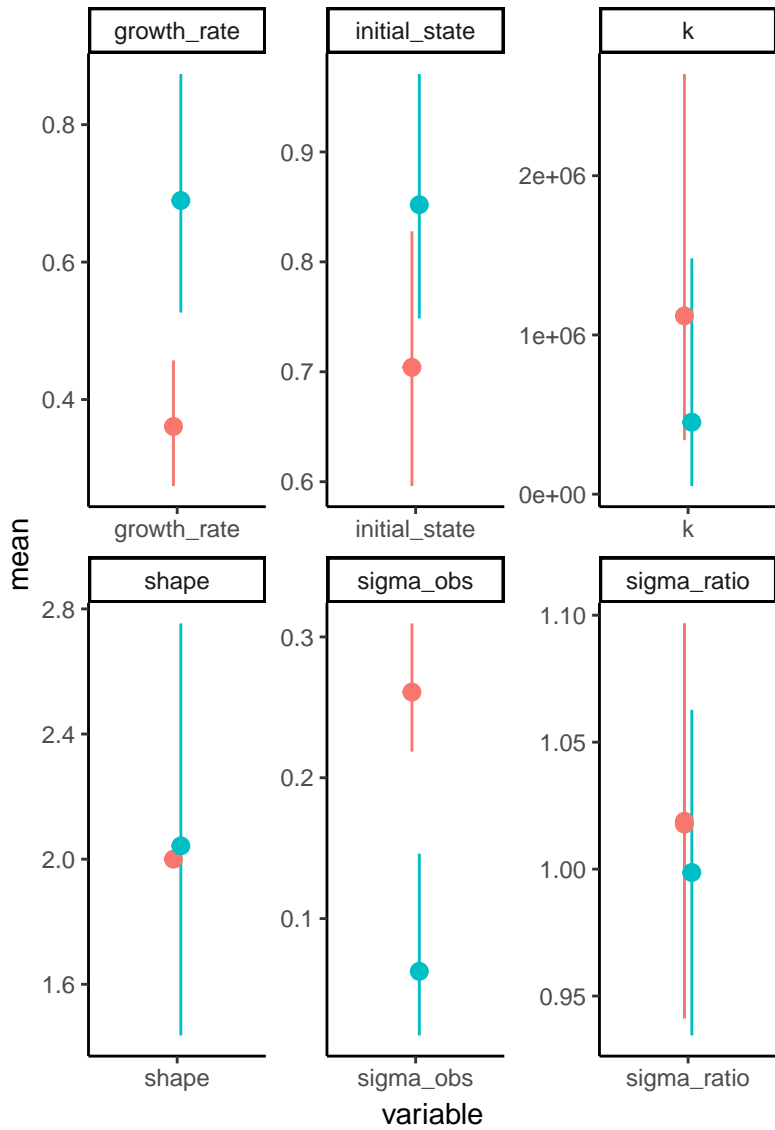 growth_rate
initial_state
k
0.8
0.6
0.4
growth_rate
0.9
0.8
0.7
0.6
initial_state
2e+06
1e+06
0e+00
k
mean
shape
sigma_obs
sigma_ratio
2.8
2.4
2.0
1.6
shape
0.3
0.2
0.1
sigma_obs
1.10
1.05
1.00
0.95
sigma_ratio
variable